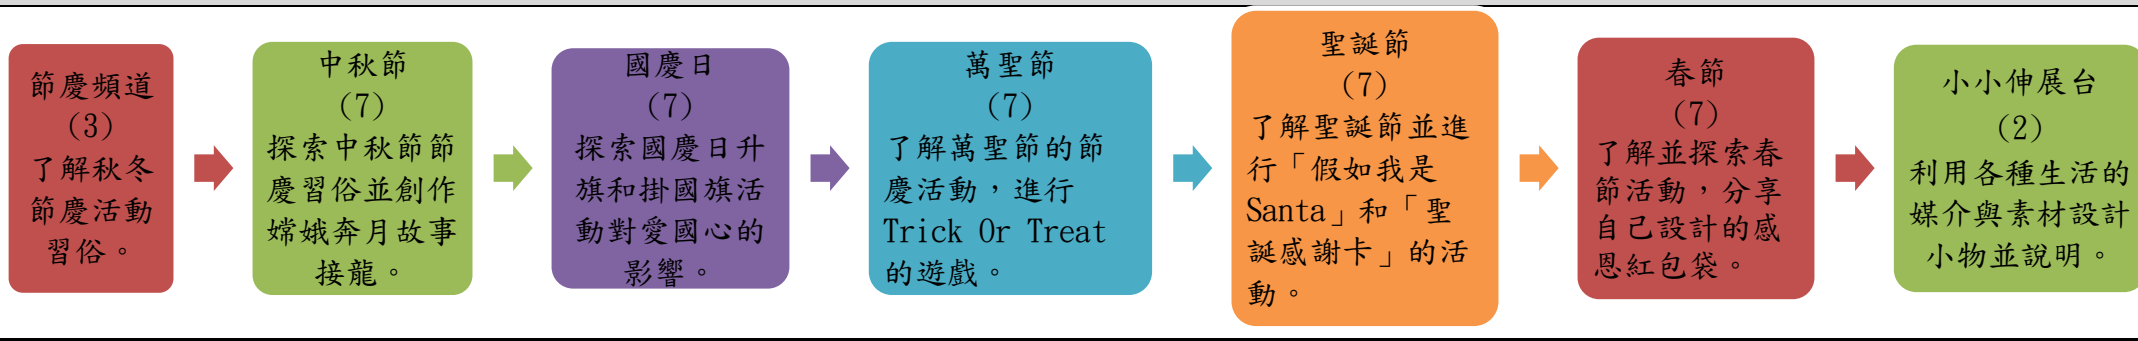 節慶頻道
(3)
了解秋冬
節慶活動
習俗。
中秋節
(7)
探索中秋節節
慶習俗並創作
嫦娥奔月故事
接龍。
國慶日
(7)
探索國慶日升
旗和掛國旗活
動對愛國心的
影響。
萬聖節
(7)
了解萬聖節的節
慶活動，進行
Trick Or Treat
的遊戲。
聖誕節
(7)
了解聖誕節並進
行「假如我是
Santa」和「聖
誕感謝卡」的活
動。
春節
(7)
了解並探索春
節活動，分享
自己設計的感
恩紅包袋。
小小伸展台
(2)
利用各種生活的
媒介與素材設計
小物並說明。